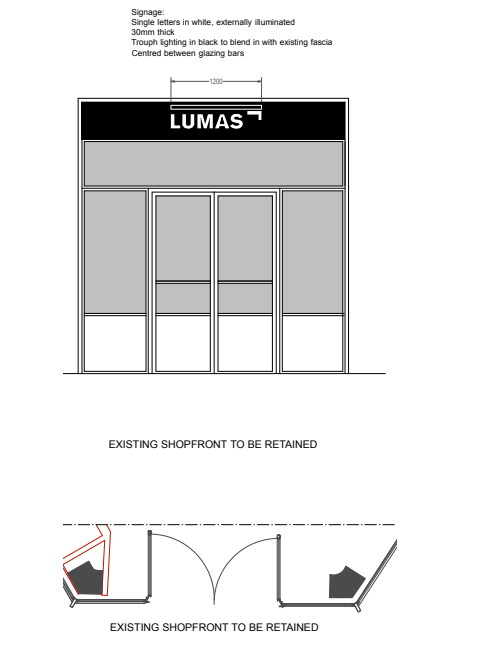 Signage:
Single letters in white, externally illuminated
30mm thick
Trouph lighting in black to blend in with existing fascia
Centred between glazing bars
1200
LUMAS
EXISTING SHOPFRONT TO BE RETAINED
EXISTING SHOPFRONT TO BE RETAINED